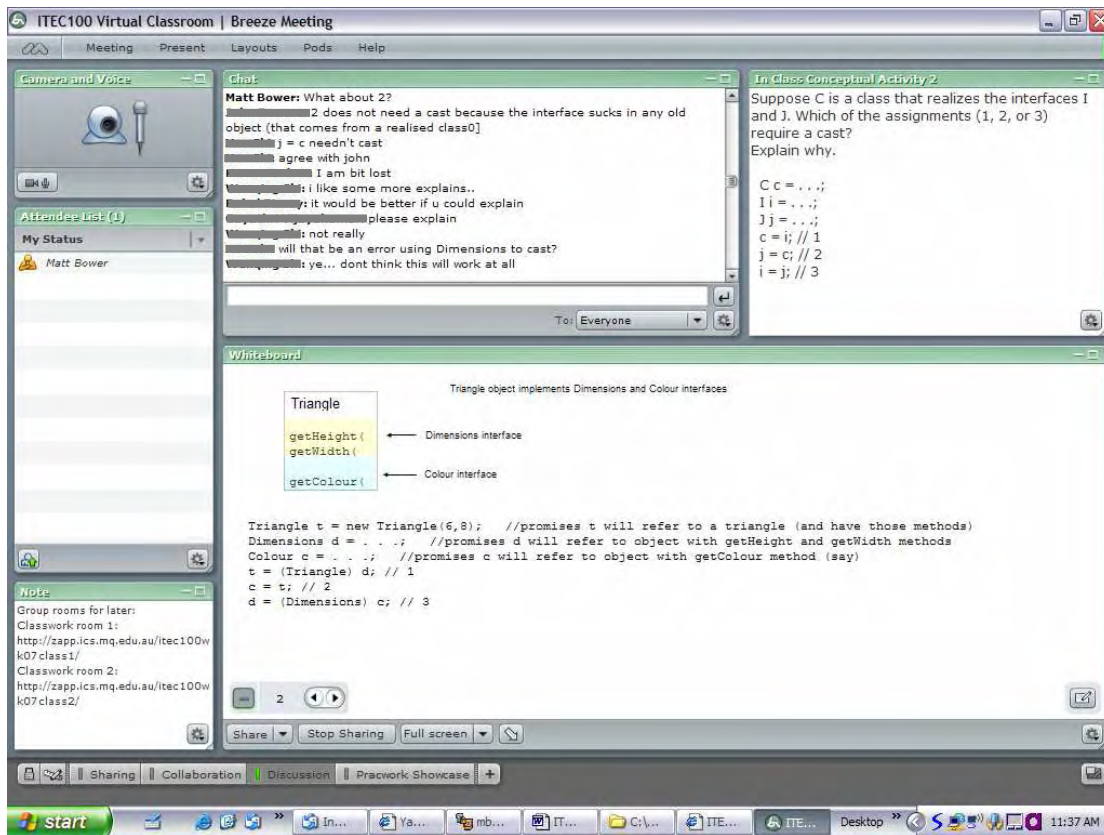 ITEC100 Virtual Classroom | Breeze Meeting
Meeting Present Layouts Pods Help
Camera and Voice
Attendee List (1)
My Status
Matt Bower
Note
Group rooms for later:
Classwork room 1:
http://zapp.ics.mq.edu.au/itec100w
k07class1/
Classwork room 2:
http://zapp.ics.mq.edu.au/itec100w
k07class2/
Chat
Matt Bower: What about 2?
2 does not need a cast because the interface sucks in any old
object (that comes from a realised class0]
j = c needn't cast
agree with john
I am bit lost
: i like some more explains..
: it would be better if u could explain
please explain
: not really
will that be an error using Dimensions to cast?
: ye... dont think this will work at all
To: Everyone
In Class Conceptual Activity 2
Suppose C is a class that realizes the interfaces I
and J. Which of the assignments (1, 2, or 3)
require a cast?
Explain why.
C c = . . .;
I i = . . .;
J j = . . .;
c = i; // 1
j = c; // 2
i = j; // 3
Whiteboard
Triangle object implements Dimensions and Colour interfaces
Triangle
getHeight(
getWidth(
getColour(
Dimensions interface
Colour interface
Triangle t = new Triangle(6,8); //promises t will refer to a triangle (and have those methods)
Dimensions d = . . .; //promises d will refer to object with getHeight and getWidth methods
Colour c = . . .; //promises c will refer to object with getColour method (say)
t = (Triangle) d; // 1
c = t; // 2
d = (Dimensions) c; // 3
2
Share Stop Sharing Full screen
Sharing Collaboration Discussion Pracwork Showcase +
start In... Ya... mb... IT... C:\... ITE... ITE... Desktop 11:37 AM